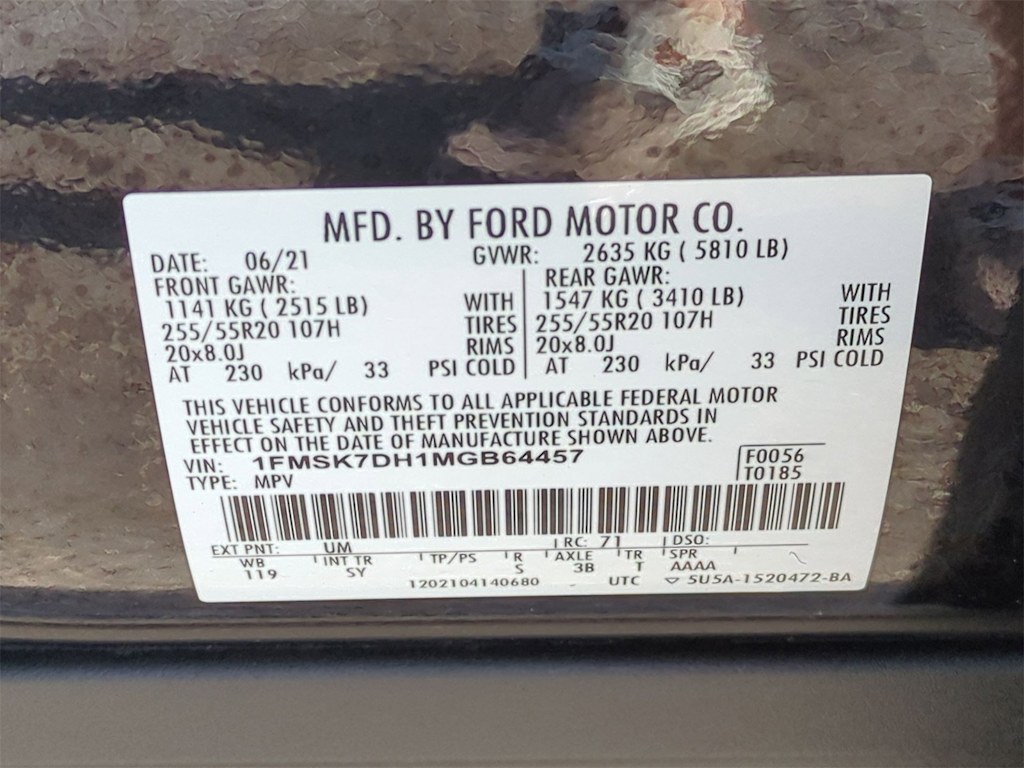 MFD. BY FORD MOTOR CO.
DATE: 06/21 GVWR: 2635 KG ( 5810 LB)
FRONT GAWR: REAR GAWR:
1141 KG ( 2515 LB) WITH 1547 KG ( 3410 LB) WITH
255/55R20 107H TIRES 255/55R20 107H TIRES
20x8.0J RIMS 20x8.0J RIMS
AT 230 kPa/ 33 PSI COLD AT 230 kPa/ 33 PSI COLD
THIS VEHICLE CONFORMS TO ALL APPLICABLE FEDERAL MOTOR
VEHICLE SAFETY AND THEFT PREVENTION STANDARDS IN
EFFECT ON THE DATE OF MANUFACTURE SHOWN ABOVE.
VIN: 1FMSK7DH1MGB64457 F0056
TYPE: MPV T0185
EXT PNT: UM RC: 71 DSO:
WB INT TR TP/PS R AXLE TR SPR
119 SY S 3B T AAAA
1202104140680 UTC ▽ 5U5A-1520472-BA